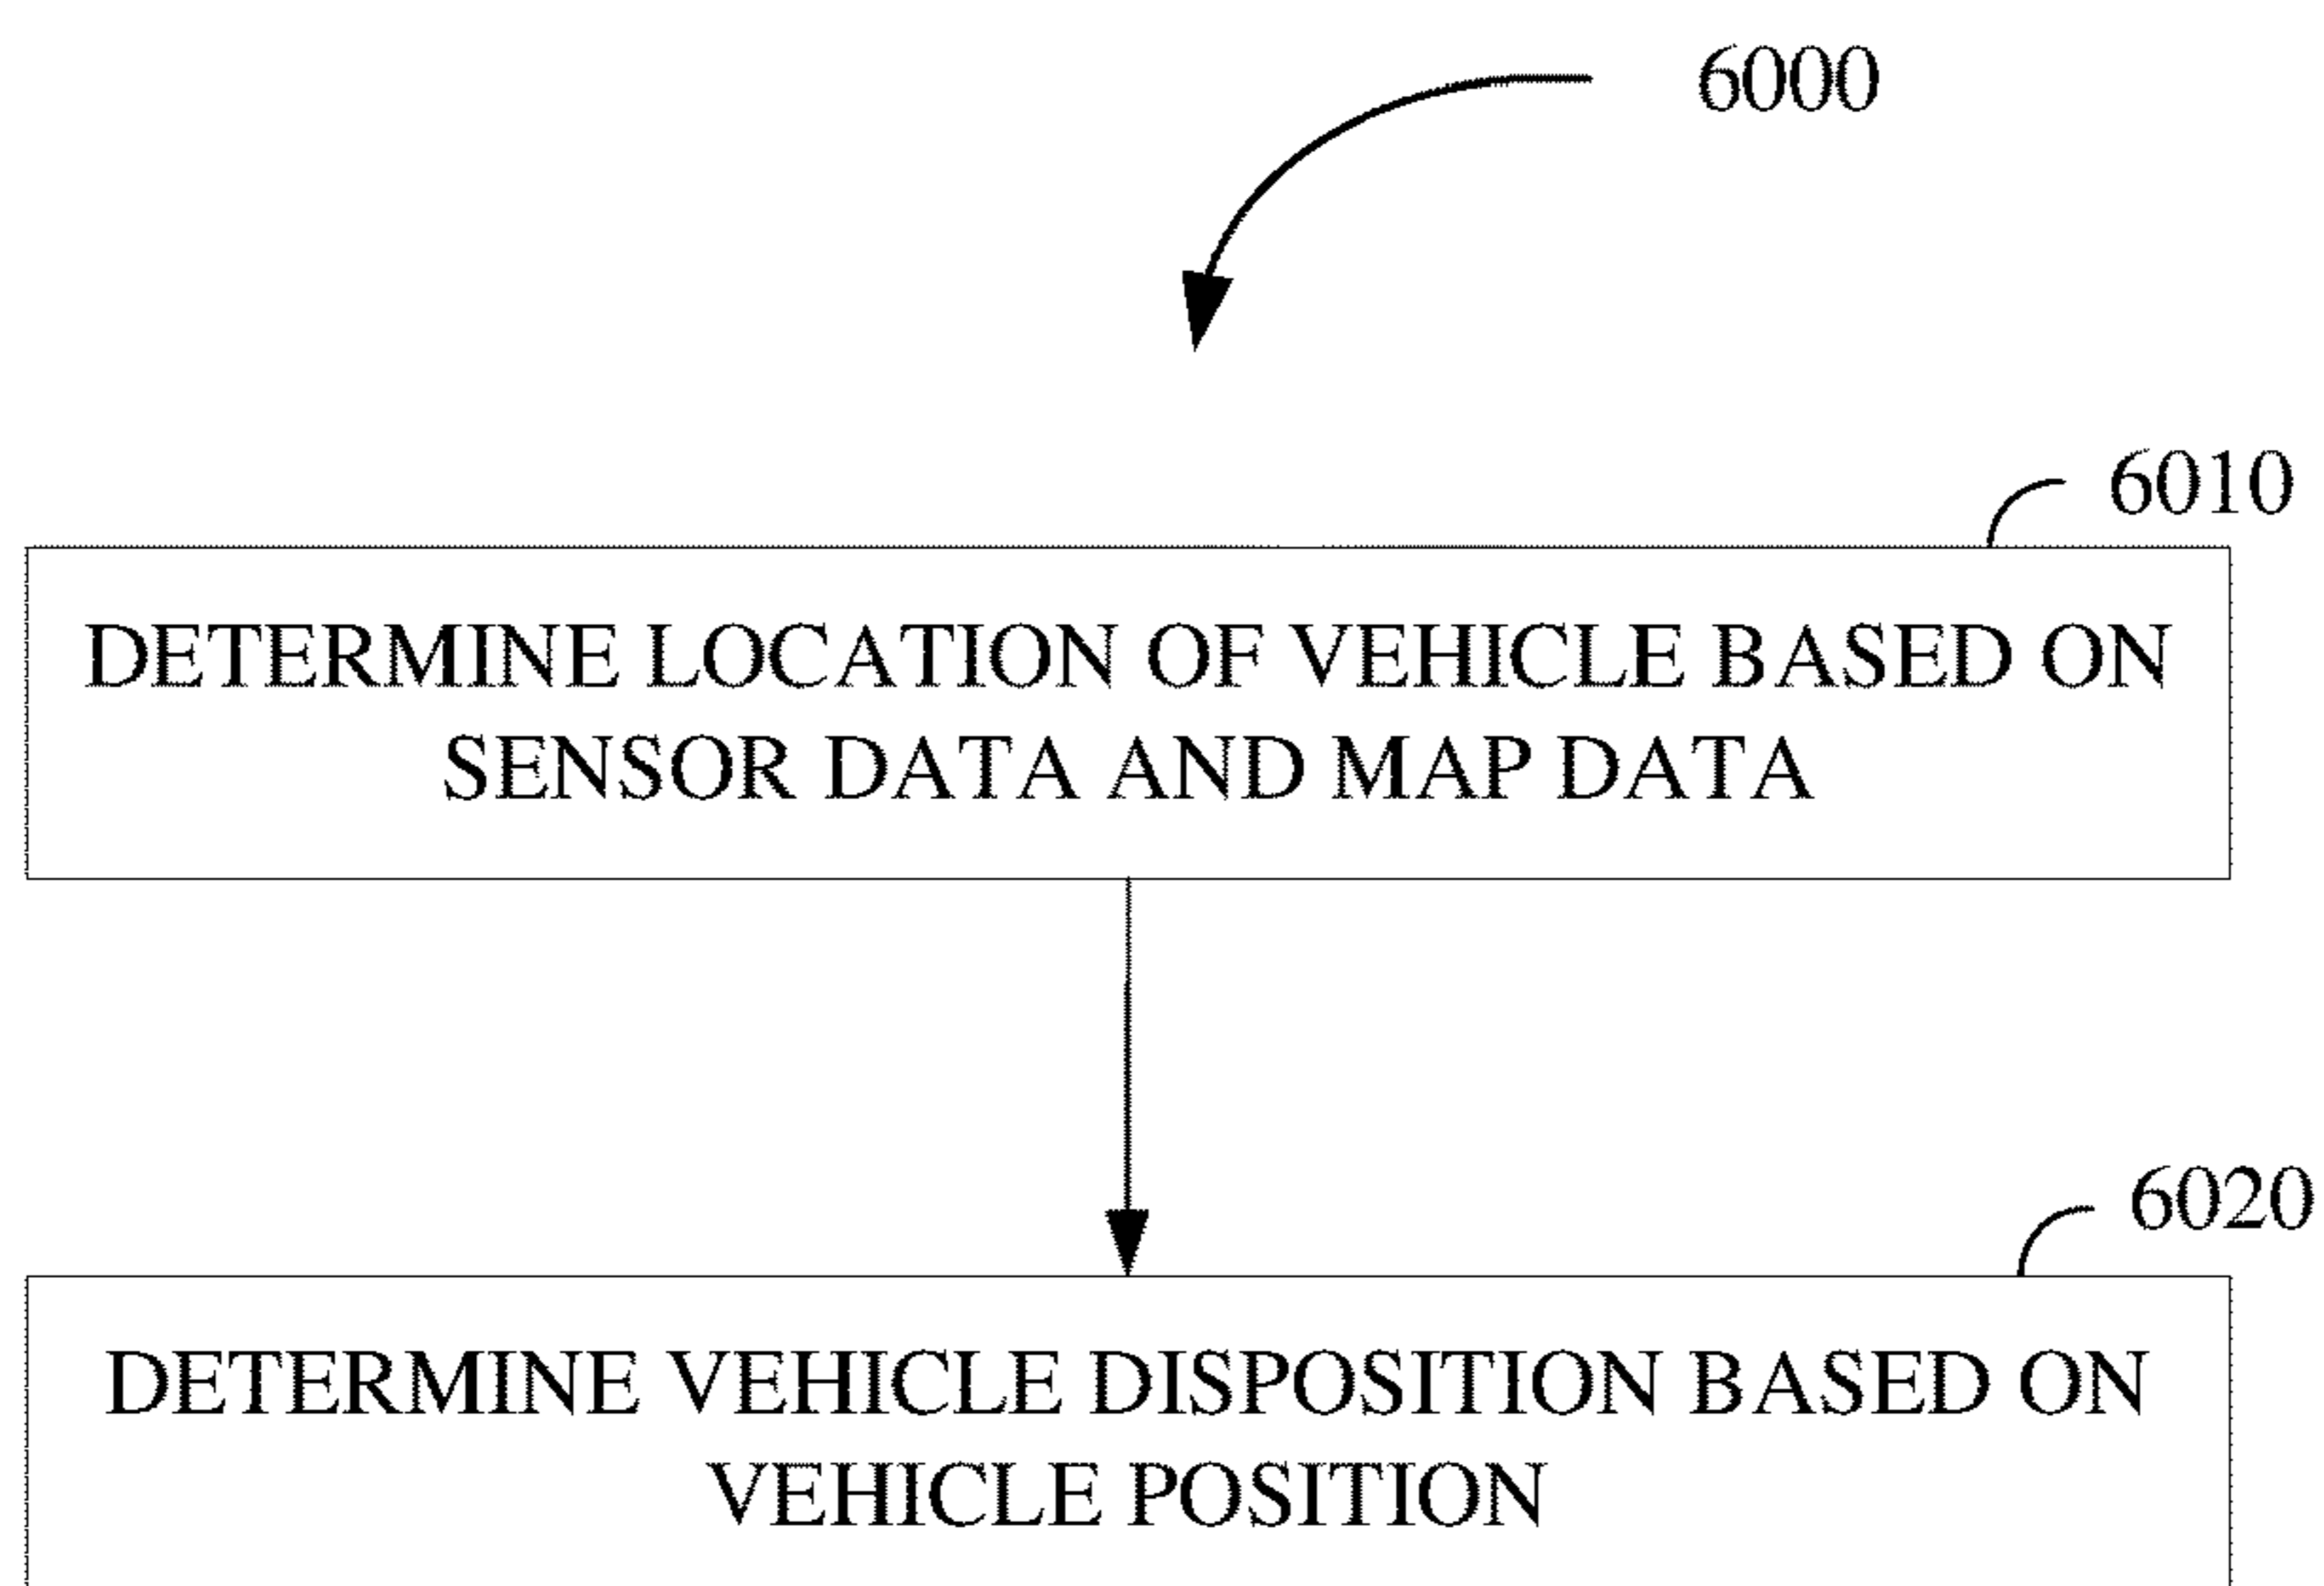 6000
6010
DETERMINE LOCATION OF VEHICLE BASED ON
SENSOR DATA AND MAP DATA
6020
DETERMINE VEHICLE DISPOSITION BASED ON
VEHICLE POSITION